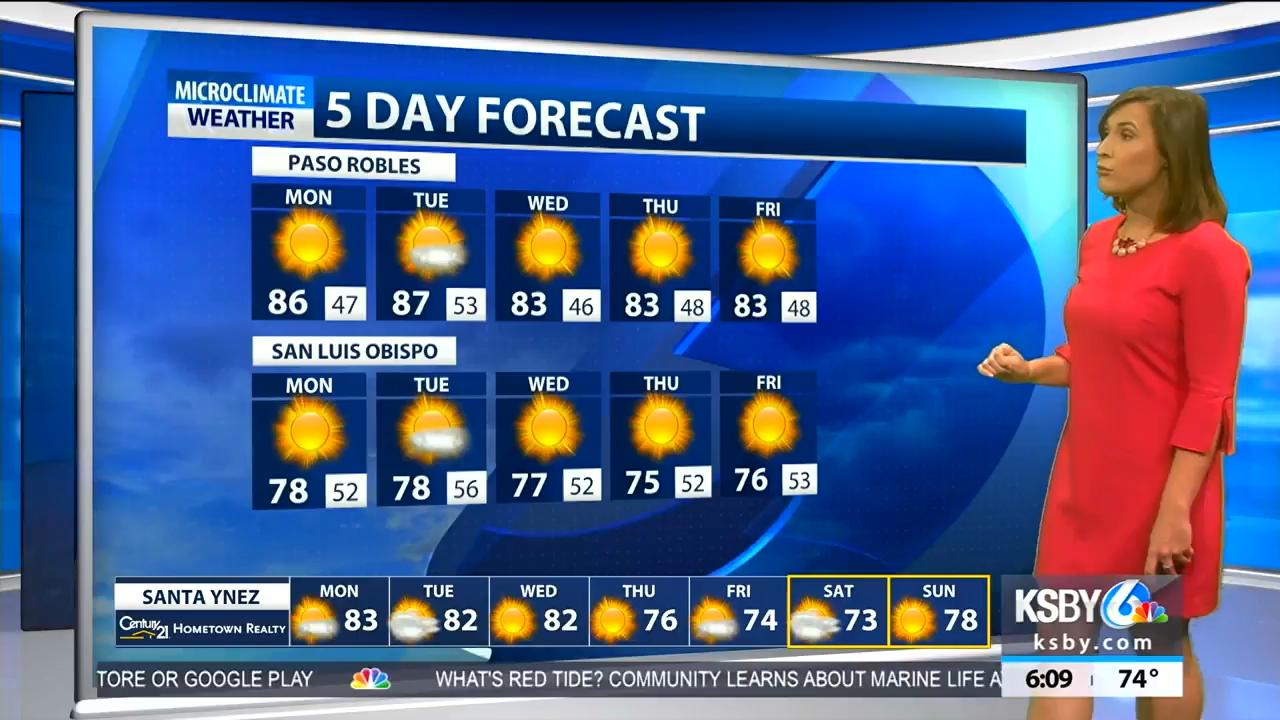 MICROCLIMATE
WEATHER
5 DAY FORECAST
PASO ROBLES
MON TUE WED THU FRI
86 47 87 53 83 46 83 48 83 48
SAN LUIS OBISPO
MON TUE WED THU FRI
78 52 78 56 77 52 75 52 76 53
SANTA YNEZ
Century 21 HOMETOWN REALTY
MON TUE WED THU FRI SAT SUN
83 82 82 76 74 73 78
KSBY 6
ksby.com
TORE OR GOOGLE PLAY WHAT'S RED TIDE? COMMUNITY LEARNS ABOUT MARINE LIFE A
6:09 74°